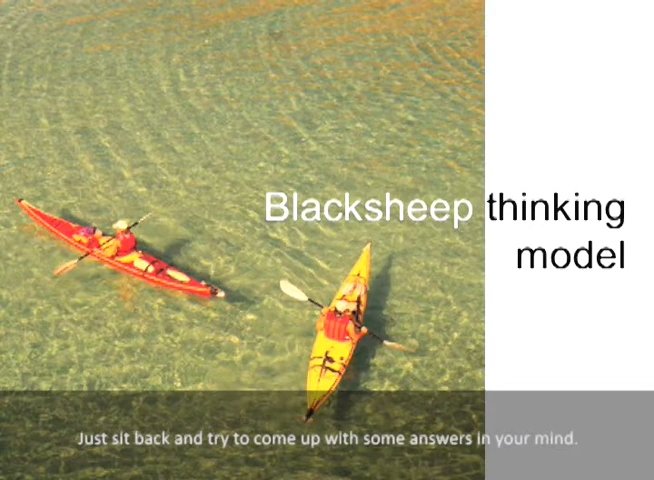 Blacksheep thinking
model
Just sit back and try to come up with some answers in your mind.